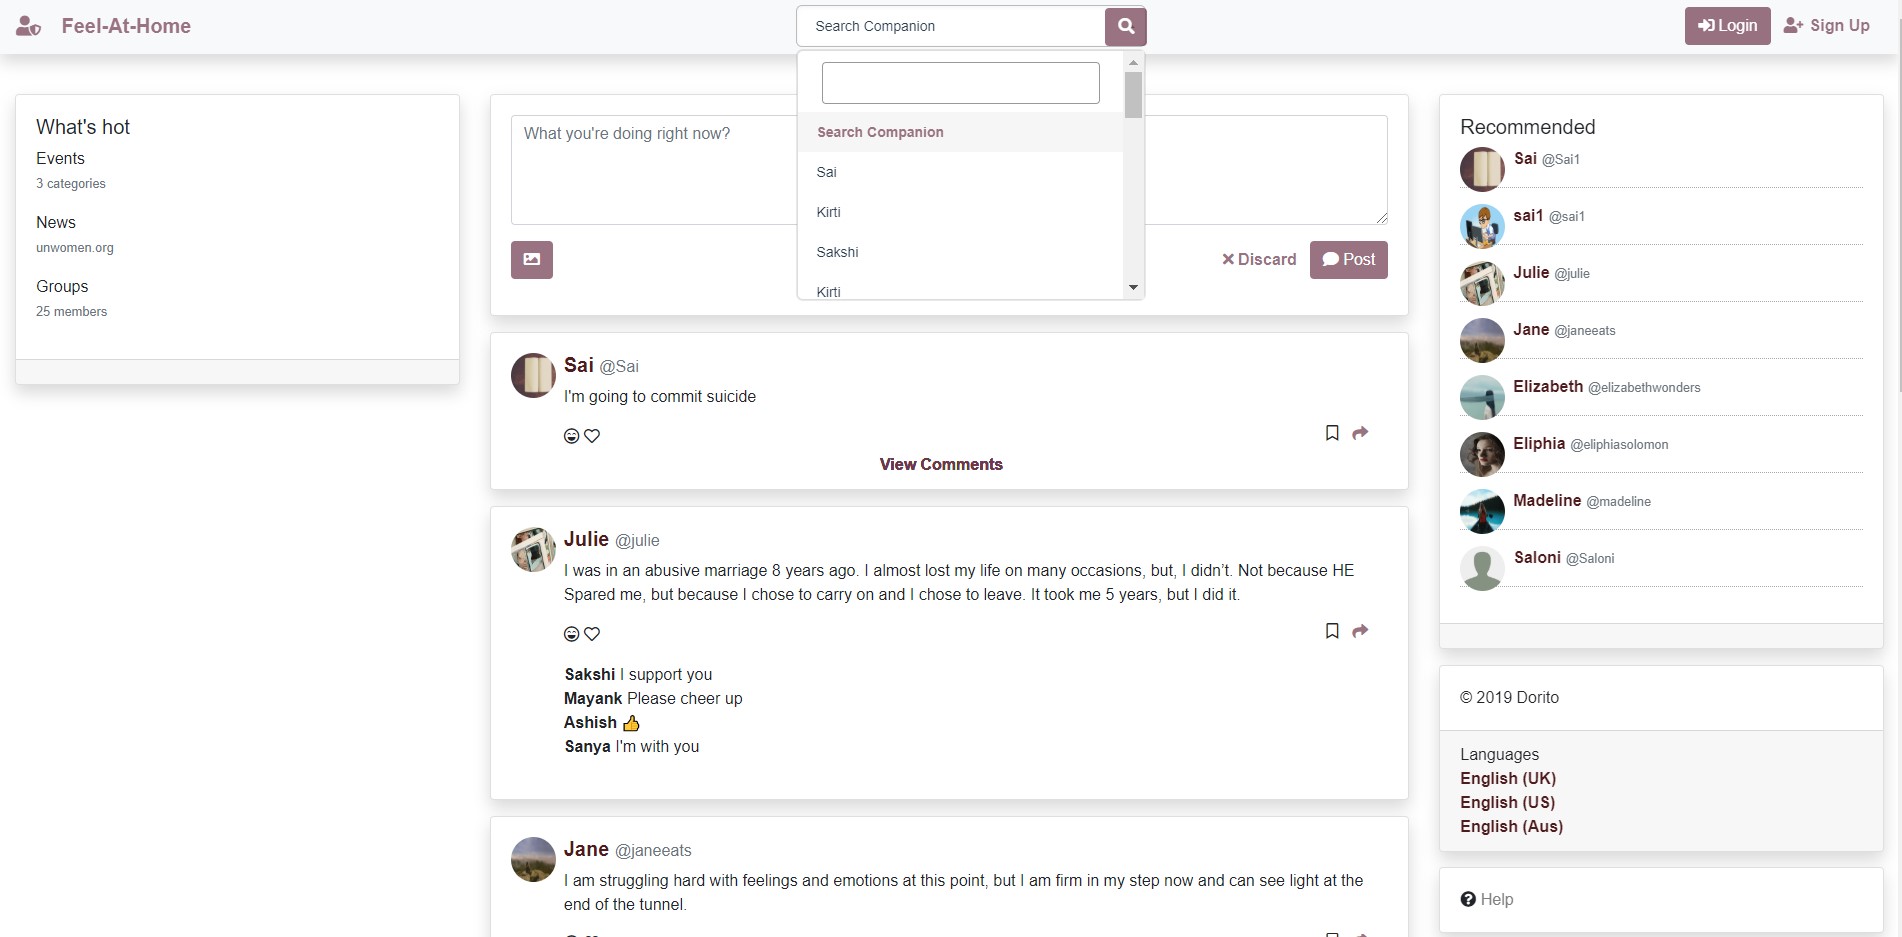 Feel-At-Home
Search Companion
Login
Sign Up
Search Companion
Sai
Kirti
Sakshi
Kirti
What's hot
Events
3 categories
News
unwomen.org
Groups
25 members
What you're doing right now?
Discard
Post
Sai @Sai
I'm going to commit suicide
View Comments
Julie @julie
I was in an abusive marriage 8 years ago. I almost lost my life on many occasions, but, I didn’t. Not because HE
Spared me, but because I chose to carry on and I chose to leave. It took me 5 years, but I did it.
Sakshi I support you
Mayank Please cheer up
Ashish 👍
Sanya I'm with you
Jane @janeeats
I am struggling hard with feelings and emotions at this point, but I am firm in my step now and can see light at the
end of the tunnel.
Recommended
Sai @Sai1
sai1 @sai1
Julie @julie
Jane @janeeats
Elizabeth @elizabethwonders
Eliphia @eliphiasolomon
Madeline @madeline
Saloni @Saloni
© 2019 Dorito
Languages
English (UK)
English (US)
English (Aus)
Help